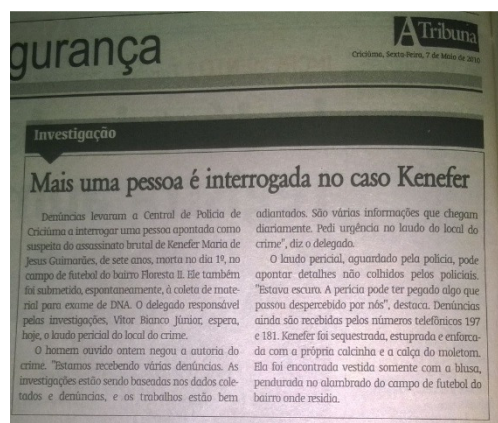 gurança
A Tribuna
Criciúma, Sexta-Feira, 7 de Maio de 2010
Investigação
Mais uma pessoa é interrogada no caso Kenefer
Denúncias levaram a Central de Polícia de
Criciúma a interrogar uma pessoa apontada como
suspeita do assassinato brutal de Kenefer Maria de
Jesus Guimarães, de sete anos, morta no dia 1º, no
campo de futebol do bairro Floresta II. Ele também
foi submetido, espontaneamente, à coleta de mate-
rial para exame de DNA. O delegado responsável
pelas investigações, Vitor Bianco Júnior, espera,
hoje, o laudo pericial do local do crime.
O homem ouvido ontem negou a autoria do
crime. "Estamos recebendo várias denúncias. As
investigações estão sendo baseadas nos dados cole-
tados e denúncias, e os trabalhos estão bem
adiantados. São várias informações que chegam
diariamente. Pedi urgência no laudo do local do
crime", diz o delegado.
O laudo pericial, aguardado pela polícia, pode
apontar detalhes não colhidos pelos policiais.
"Estava escuro. A perícia pode ter pegado algo que
passou despercebido por nós", destaca. Denúncias
ainda são recebidas pelos números telefônicos 197
e 181. Kenefer foi sequestrada, estuprada e enforca-
da com a própria calcinha e a calça do moletom.
Ela foi encontrada vestida somente com a blusa,
pendurada no alambrado do campo de futebol do
bairro onde residia.